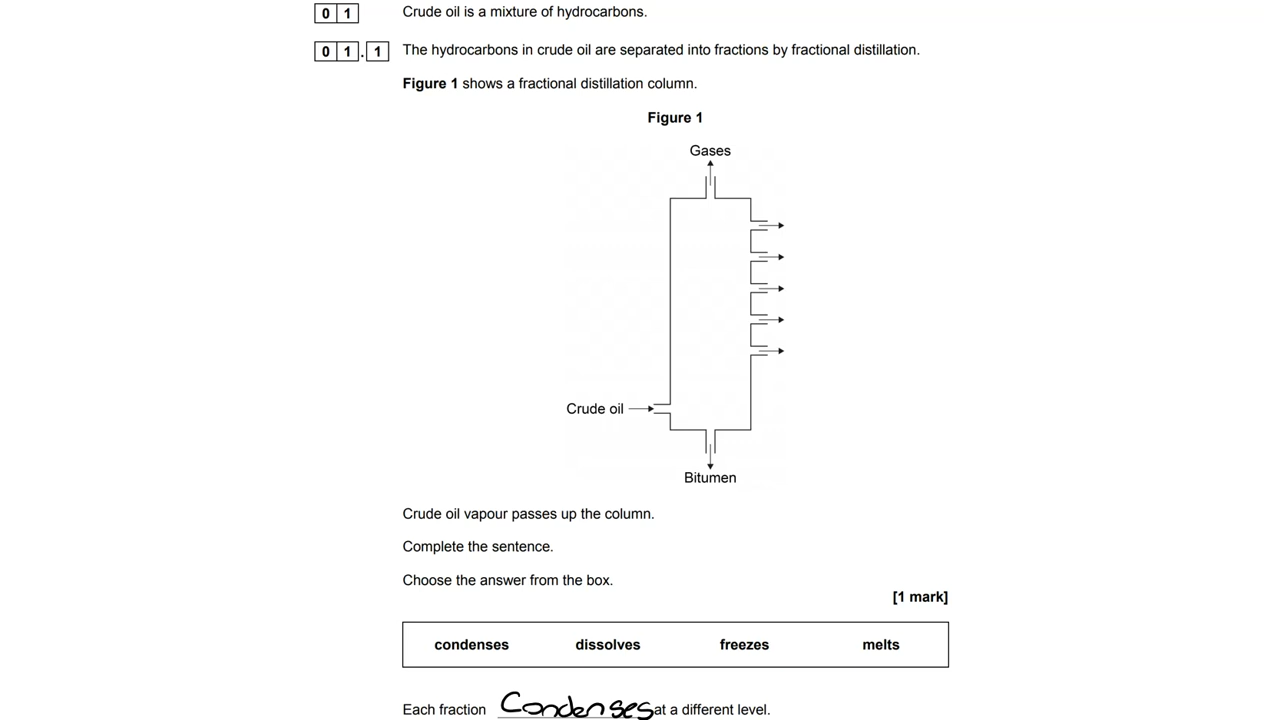 0 1 Crude oil is a mixture of hydrocarbons.
0 1 . 1 The hydrocarbons in crude oil are separated into fractions by fractional distillation.
Figure 1 shows a fractional distillation column.
Figure 1
Gases
Crude oil
Bitumen
Crude oil vapour passes up the column.
Complete the sentence.
Choose the answer from the box.
[1 mark]
condenses dissolves freezes melts
Each fraction Condenses at a different level.